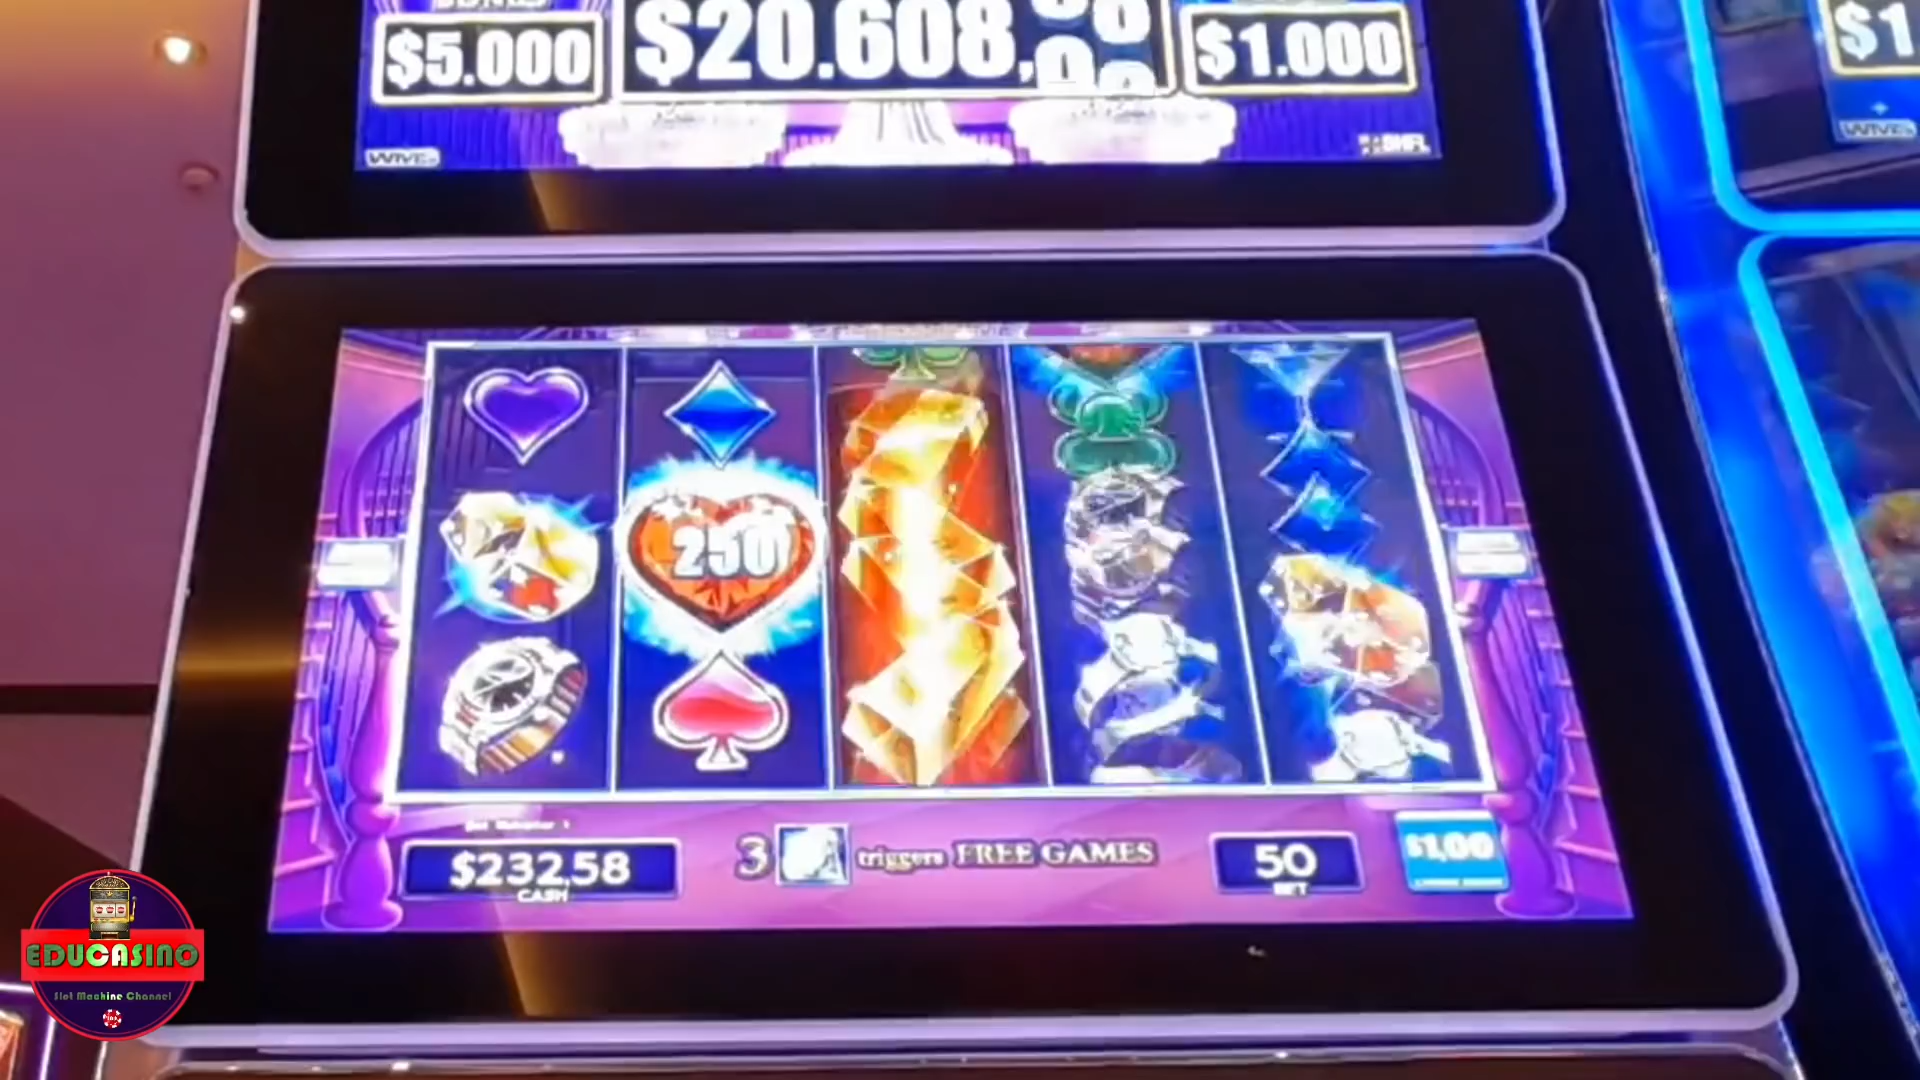 $5.000
$20.608,
$1.000
$1
250
3
triggers FREE GAMES
$232.58
CASH
50
BET
$1,00
EDUCASINO
Slot Machine Channel